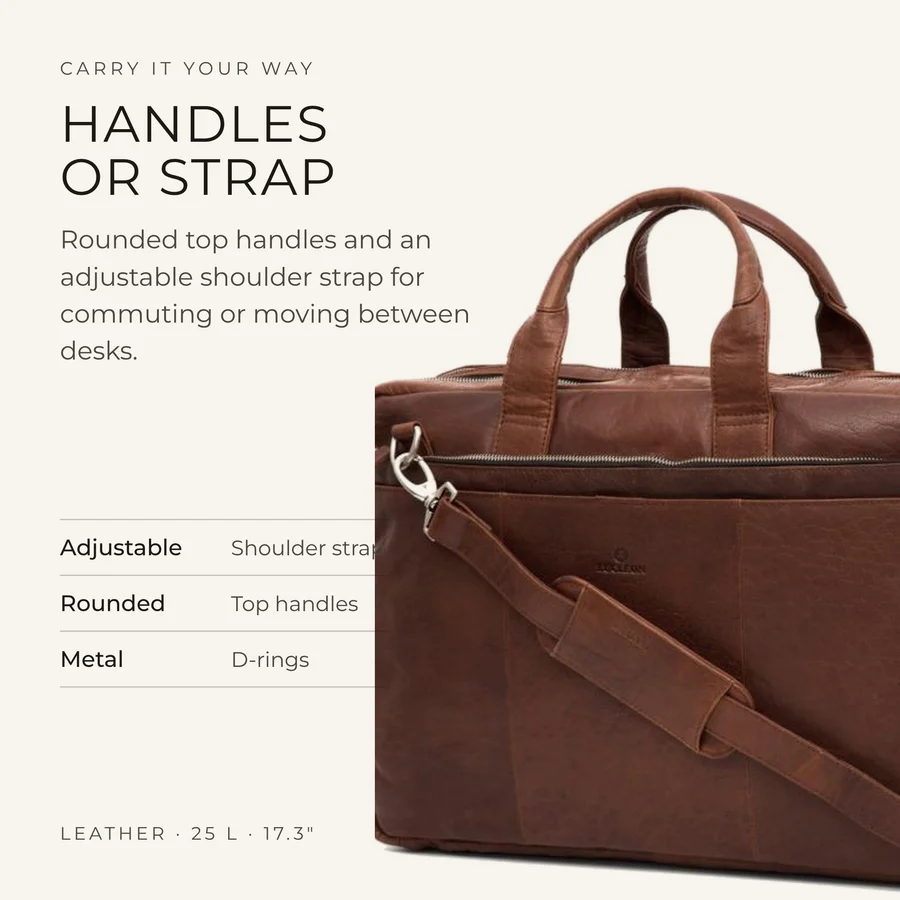 CARRY IT YOUR WAY
HANDLES
OR STRAP
Rounded top handles and an
adjustable shoulder strap for
commuting or moving between
desks.
Adjustable Shoulder strap
Rounded Top handles
Metal D-rings
LEATHER · 25 L · 17.3"